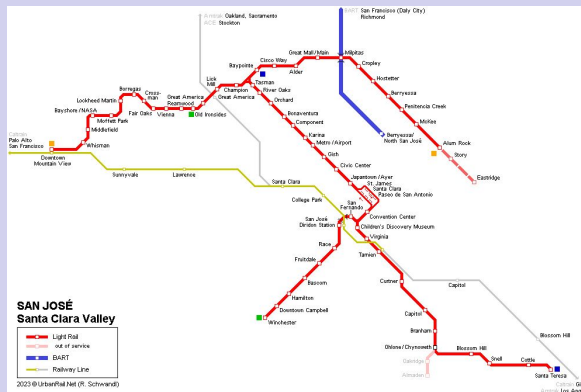 Amtrak Oakland, Sacramento
ACE Stockton
BART San Francisco (Daly City)
Richmond
Great Mall/Main
Milpitas
Cisco Way
Alder
Baypointe
Tasman
Cropley
Hostetter
Berryessa
Penitencia Creek
McKee
Berryessa/
North San José
Alum Rock
Story
Eastridge
Lick
Mill
Champion
Great America
River Oaks
Orchard
Bonaventura
Component
Karina
Metro/Airport
Gish
Civic Center
Japantown/Ayer
St. James
Santa Clara
Paseo de San Antonio
Borregas
Cross-
man
Great America
Reamwood
Old Ironsides
Lockheed Martin
Fair Oaks
Vienna
Bayshore/NASA
Moffett Park
Middlefield
Whisman
Caltrain
Palo Alto
San Francisco
Downtown
Mountain View
Sunnyvale
Lawrence
Santa Clara
College Park
San
Fernando
Convention Center
San José
Diridon Station
Children's Discovery Museum
Virginia
Tamien
Race
Fruitdale
Bascom
Hamilton
Downtown Campbell
Winchester
Curtner
Capitol
Capitol
Branham
Ohlone/Chynoweth
Oakridge
Almaden
Blossom Hill
Blossom Hill
Snell
Cottle
Santa Teresa
SAN JOSÉ
Santa Clara Valley
Light Rail
out of service
BART
Railway Line
2023 © UrbanRail.Net (R. Schwandl)